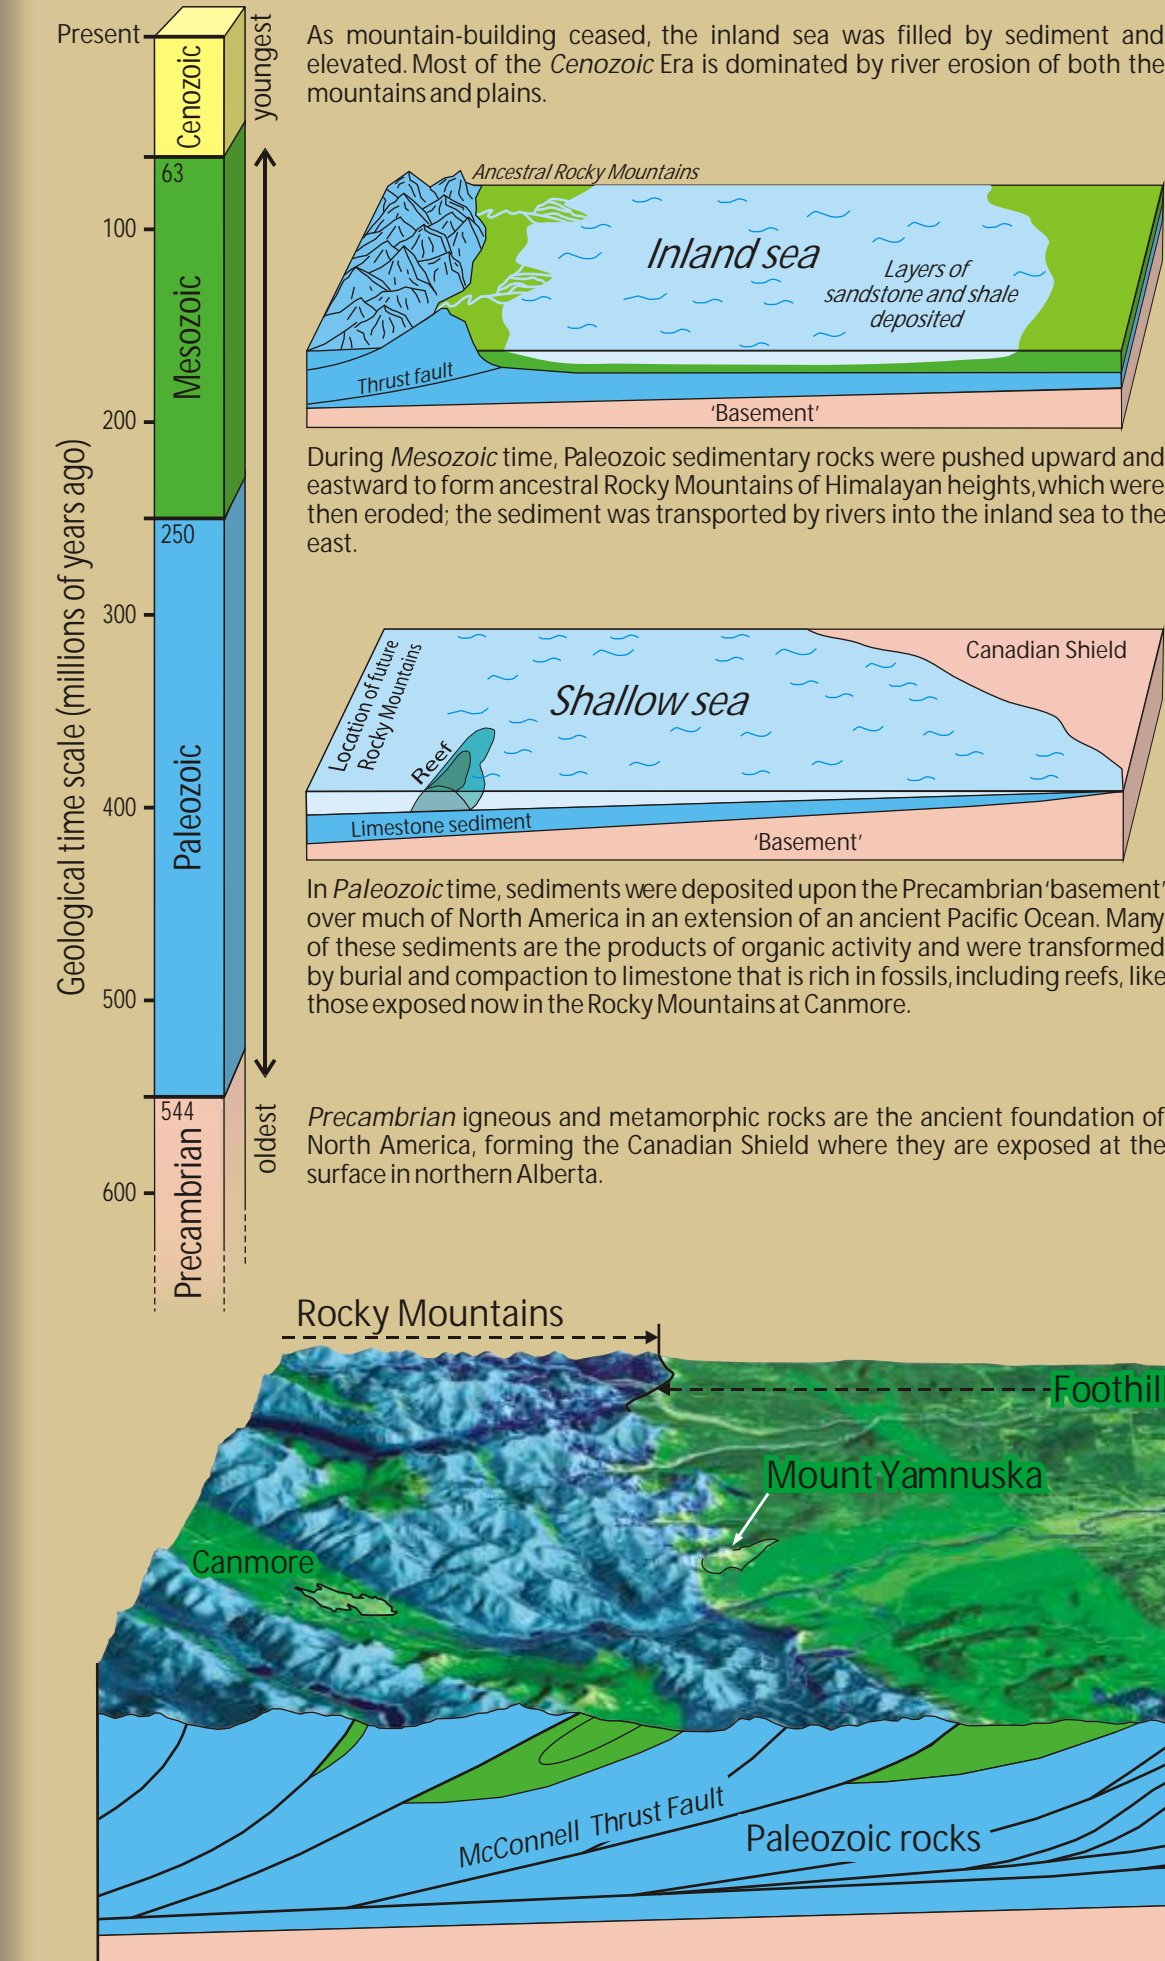 Present
Cenozoic
63
100
Mesozoic
200
250
300
Paleozoic
400
500
544
Precambrian
600
Geological time scale (millions of years ago)
youngest
oldest
As mountain-building ceased, the inland sea was filled by sediment and
elevated. Most of the Cenozoic Era is dominated by river erosion of both the
mountains and plains.
Ancestral Rocky Mountains
Inland sea
Layers of
sandstone and shale
deposited
Thrust fault
'Basement'
During Mesozoic time, Paleozoic sedimentary rocks were pushed upward and
eastward to form ancestral Rocky Mountains of Himalayan heights, which were
then eroded; the sediment was transported by rivers into the inland sea to the
east.
Location of future
Rocky Mountains
Canadian Shield
Shallow sea
Reef
Limestone sediment
'Basement'
In Paleozoic time, sediments were deposited upon the Precambrian 'basement'
over much of North America in an extension of an ancient Pacific Ocean. Many
of these sediments are the products of organic activity and were transformed
by burial and compaction to limestone that is rich in fossils, including reefs, like
those exposed now in the Rocky Mountains at Canmore.
Precambrian igneous and metamorphic rocks are the ancient foundation of
North America, forming the Canadian Shield where they are exposed at the
surface in northern Alberta.
Rocky Mountains
Foothill
Mount Yamnuska
Canmore
McConnell Thrust Fault
Paleozoic rocks